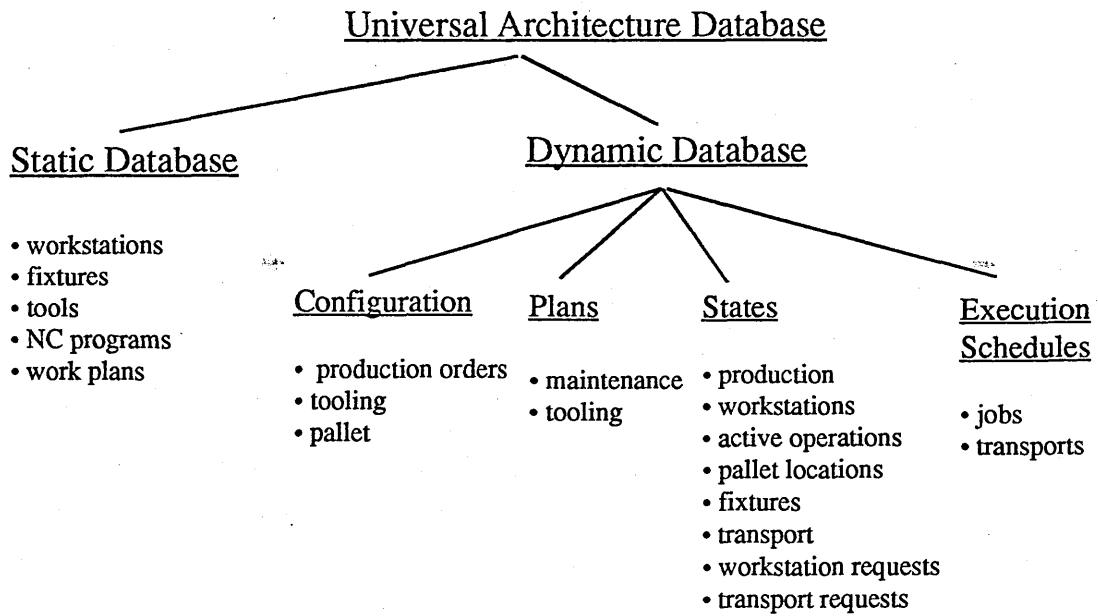 Universal Architecture Database
Static Database
• workstations
• fixtures
• tools
• NC programs
• work plans
Dynamic Database
Configuration
• production orders
• tooling
• pallet
Plans
• maintenance
• tooling
States
• production
• workstations
• active operations
• pallet locations
• fixtures
• transport
• workstation requests
• transport requests
Execution
Schedules
• jobs
• transports